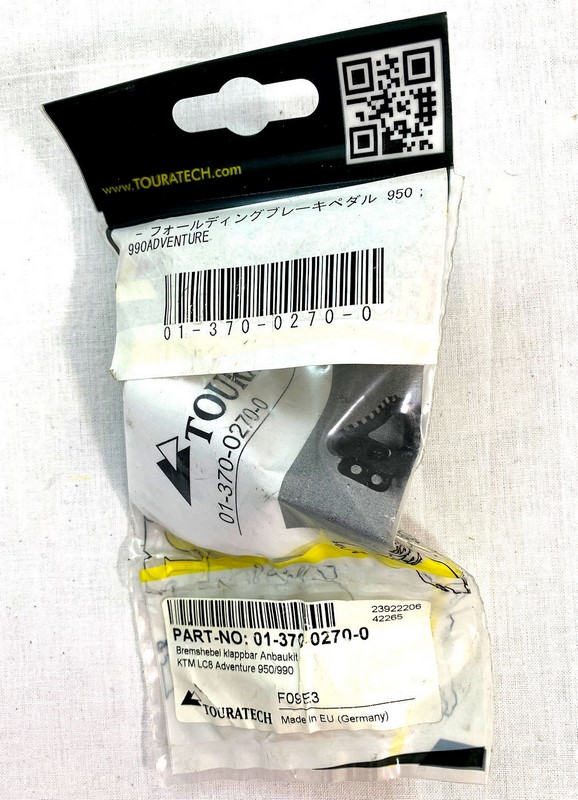 www.TOURATECH.com
- フォールディングブレーキペダル 950 ;
990ADVENTURE
01-370-0270-0
TOURA
01-370-0270-0
23922206
42265
PART-NO: 01-370-0270-0
Bremshebel klappbar Anbaukit
KTM LC8 Adventure 950/990
F09E3
TOURATECH
Made in EU (Germany)